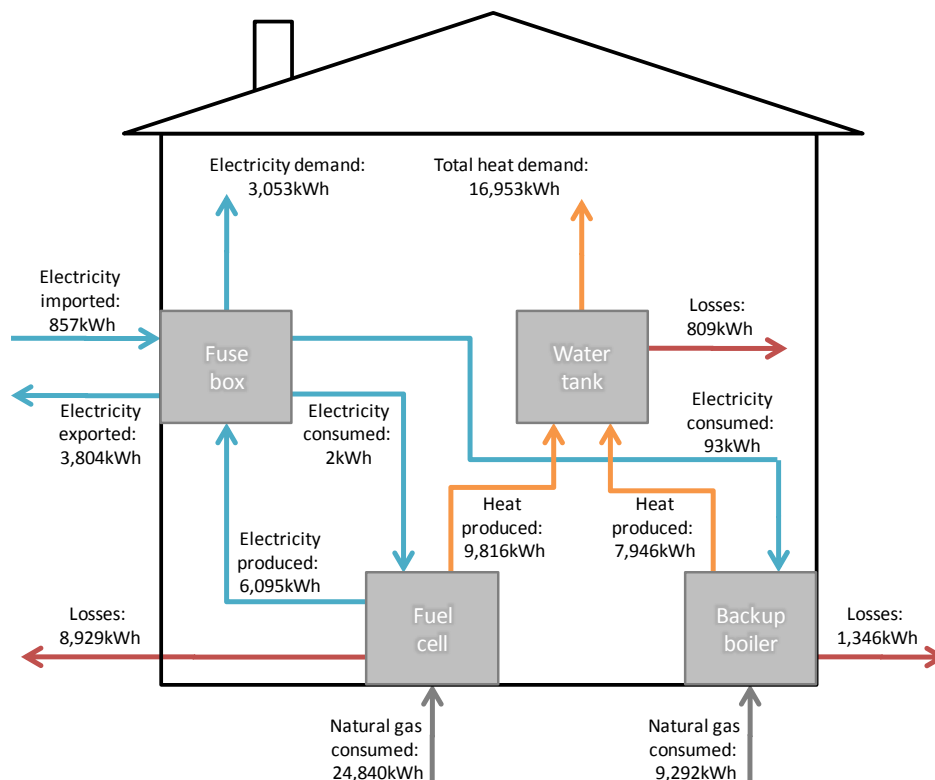 Electricity demand:
3,053kWh
Total heat demand:
16,953kWh
Electricity
imported:
857kWh
Fuse
box
Water
tank
Losses:
809kWh
Electricity
exported:
3,804kWh
Electricity
consumed:
2kWh
Electricity
consumed:
93kWh
Heat
produced:
9,816kWh
Heat
produced:
7,946kWh
Electricity
produced:
6,095kWh
Losses:
8,929kWh
Fuel
cell
Backup
boiler
Losses:
1,346kWh
Natural gas
consumed:
24,840kWh
Natural gas
consumed:
9,292kWh